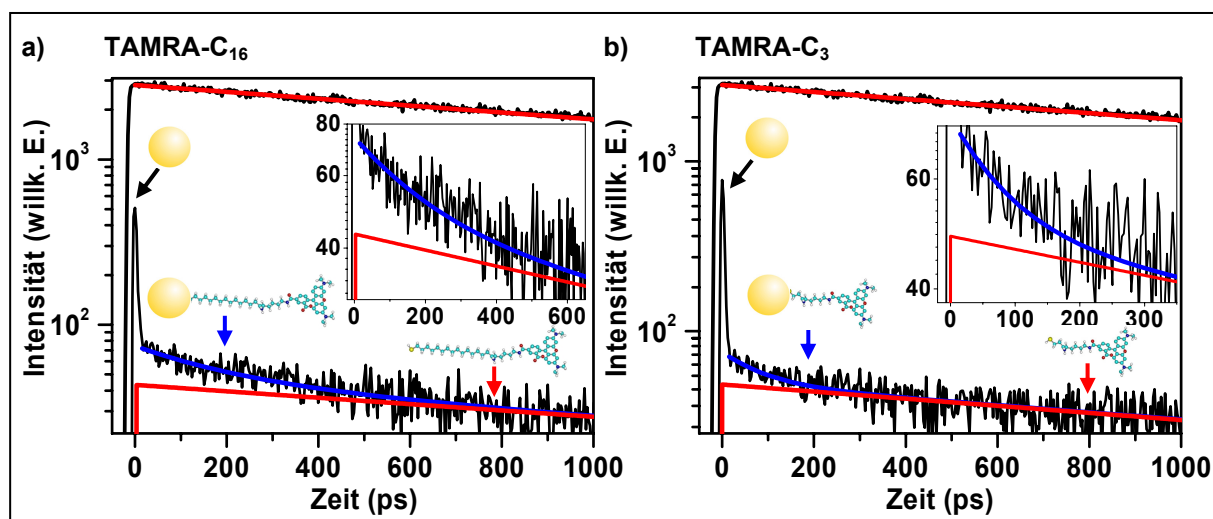 a) TAMRA-C₁₆
Intensität (willk. E.)
10³
10²
0 200 400 600 800 1000
Zeit (ps)
80
60
40
0 200 400 600
b) TAMRA-C₃
Intensität (willk. E.)
10³
10²
0 200 400 600 800 1000
Zeit (ps)
60
40
0 100 200 300